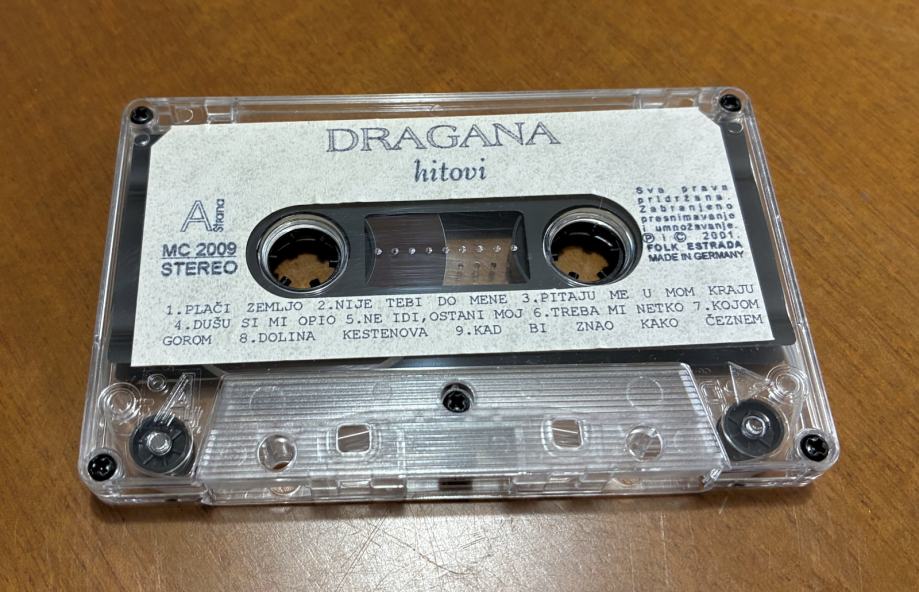 DRAGANA
hitovi
A Strana
MC 2009
STEREO
Sva prava
pridržana.
Zabranjeno
presnimavanje
i umnožavanje.
Ⓟ i © 2001.
FOLK ESTRADA
MADE IN GERMANY
1.PLAČI ZEMLJO 2.NIJE TEBI DO MENE 3.PITAJU ME U MOM KRAJU
4.DUŠU SI MI OPIO 5.NE IDI,OSTANI MOJ 6.TREBA MI NETKO 7.KOJOM
GOROM 8.DOLINA KESTENOVA 9.KAD BI ZNAO KAKO ČEZNEM